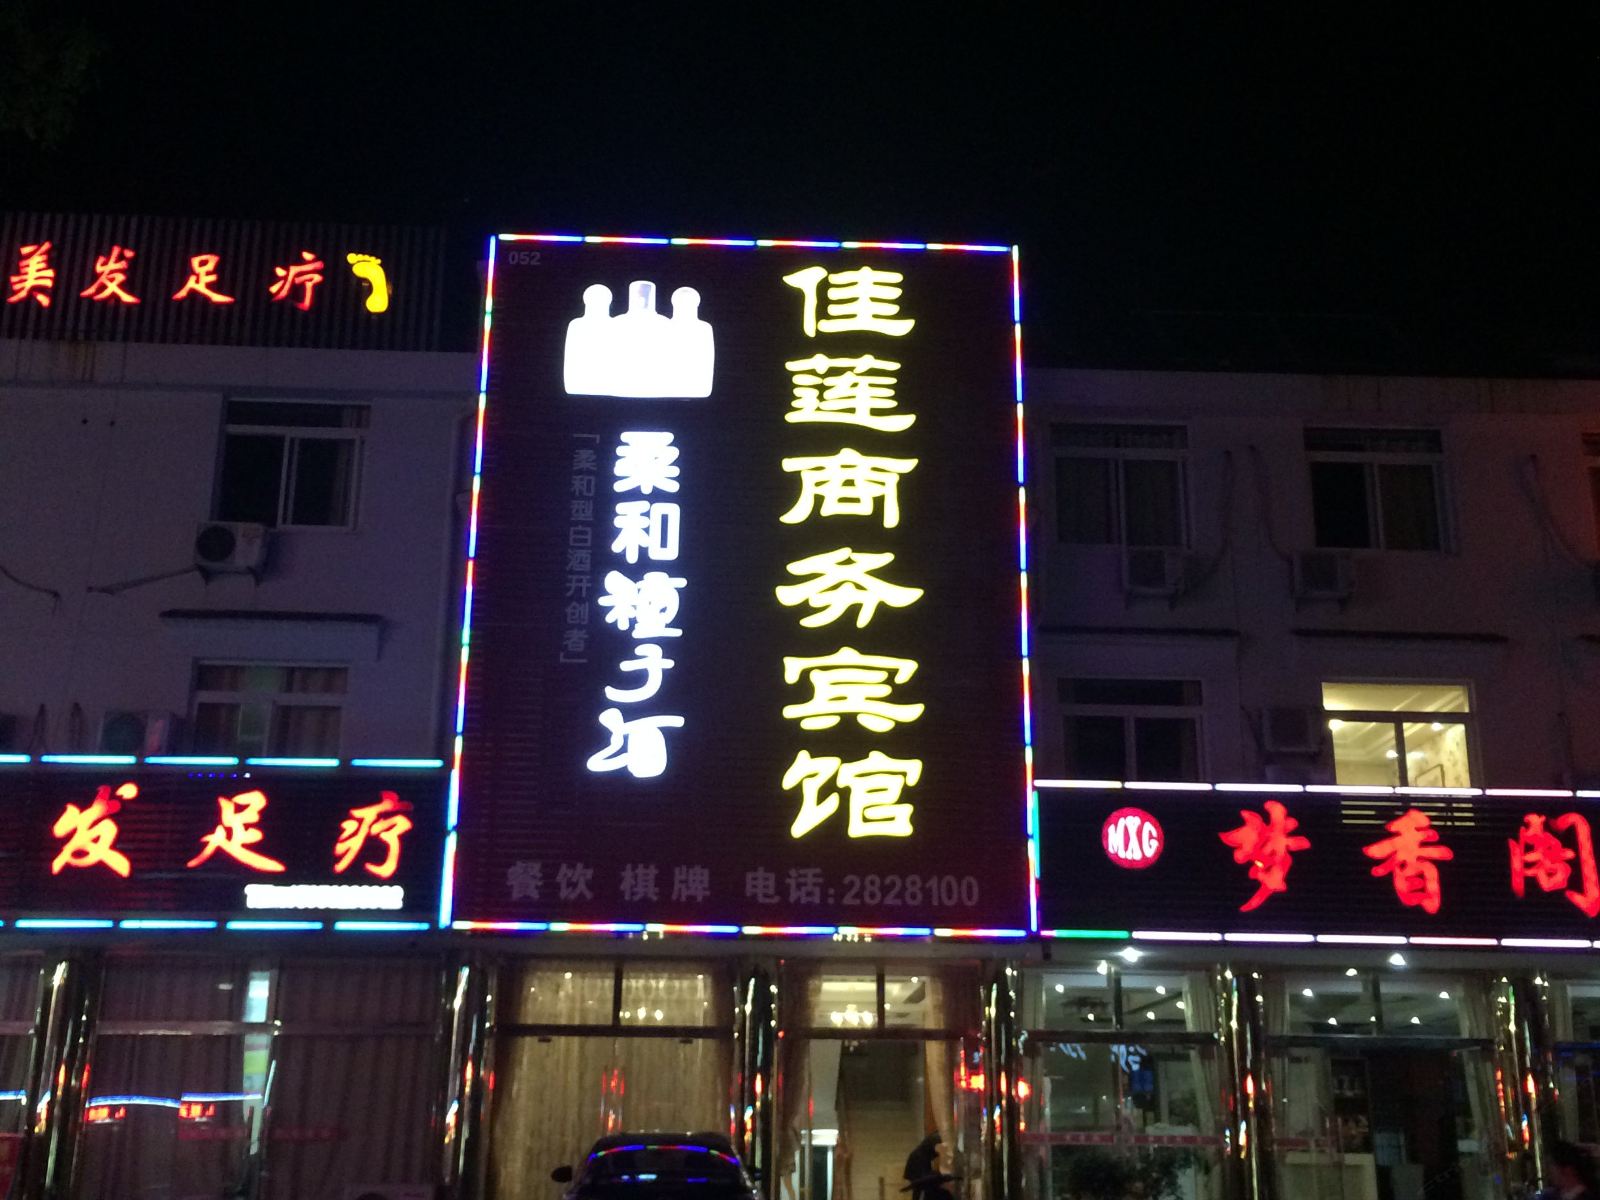 美发足疗
052
佳莲商务宾馆
柔和種子酒
「柔和型白酒开创者」
餐饮 棋牌 电话:2828100
发足疗
MXG
梦香阁